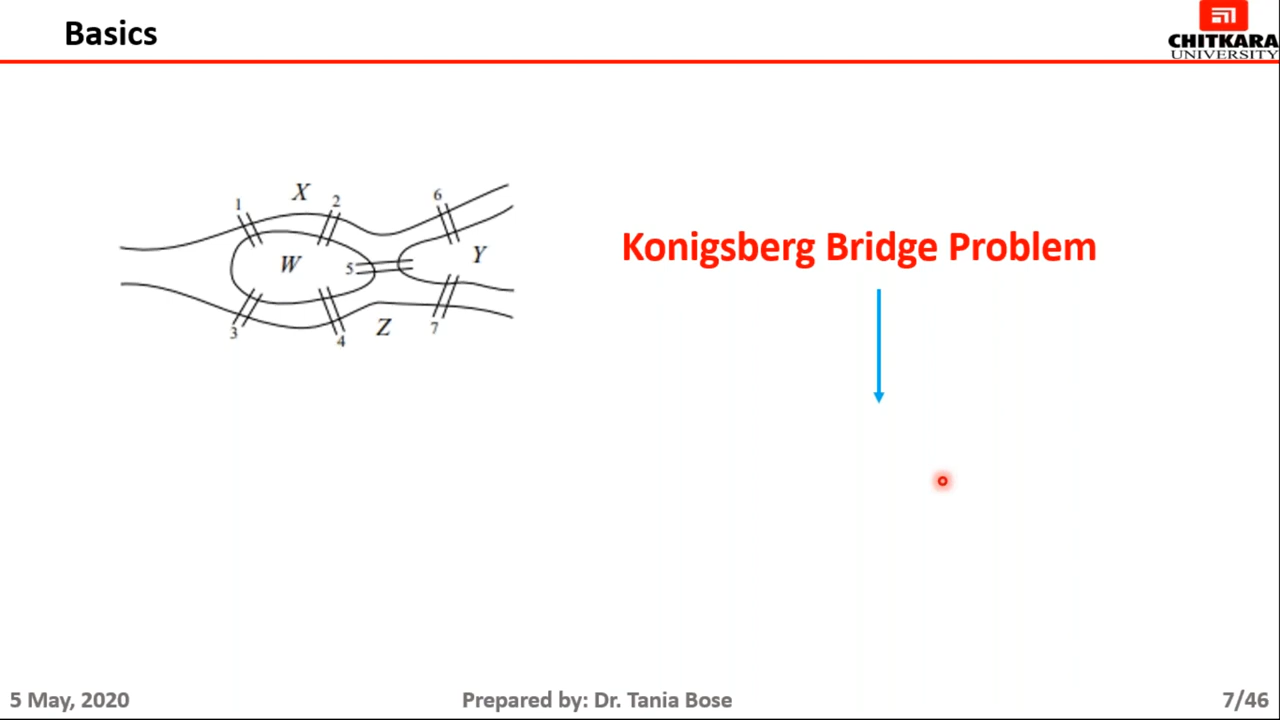 Basics
CHITKARA
UNIVERSITY
X
1
2
6
W
5
Y
Z
3
4
7
Konigsberg Bridge Problem
5 May, 2020
Prepared by: Dr. Tania Bose
7/46